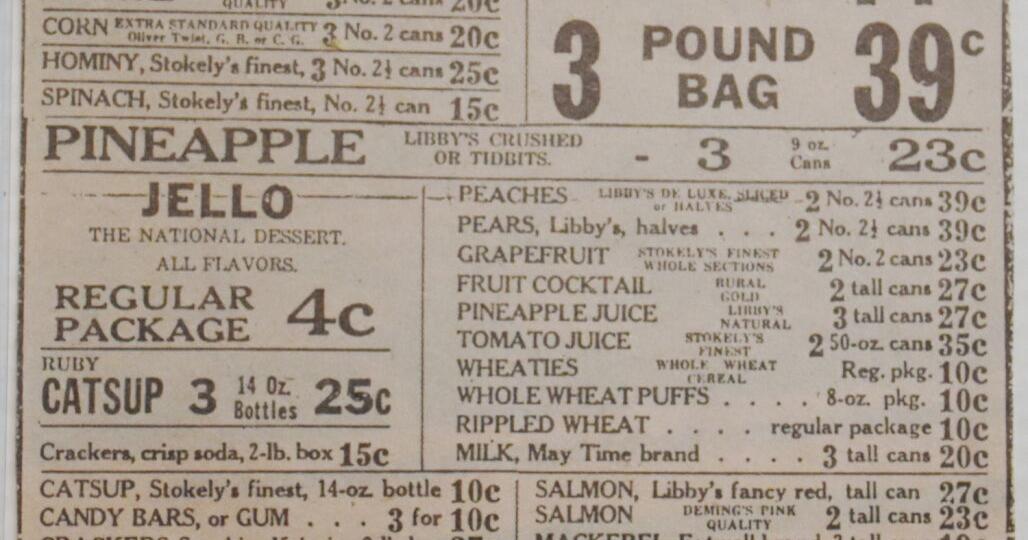 QUALITY 3 No. 2 cans 20c
CORN EXTRA STANDARD QUALITY Oliver Twist, G. R. or C. G. 3 No. 2 cans 20c
HOMINY, Stokely's finest, 3 No. 2½ cans 25c
SPINACH, Stokely's finest, No. 2½ can 15c
3 POUND BAG 39c
PINEAPPLE LIBBY'S CRUSHED OR TIDBITS. - 3 9 oz. Cans 23c
JELLO
THE NATIONAL DESSERT.
ALL FLAVORS.
REGULAR PACKAGE 4c
RUBY
CATSUP 3 14 Oz. Bottles 25c
Crackers, crisp soda, 2-lb. box 15c
PEACHES LIBBY'S DE LUXE, SLICED or HALVES 2 No. 2½ cans 39c
PEARS, Libby's, halves . . . 2 No. 2½ cans 39c
GRAPEFRUIT STOKELY'S FINEST WHOLE SECTIONS 2 No. 2 cans 23c
FRUIT COCKTAIL RURAL GOLD 2 tall cans 27c
PINEAPPLE JUICE LIBBY'S NATURAL 3 tall cans 27c
TOMATO JUICE STOKELY'S FINEST 2 50-oz. cans 35c
WHEATIES WHOLE WHEAT CEREAL Reg. pkg. 10c
WHOLE WHEAT PUFFS . . . . 8-oz. pkg. 10c
RIPPLED WHEAT . . . . regular package 10c
MILK, May Time brand . . . . 3 tall cans 20c
CATSUP, Stokely's finest, 14-oz. bottle 10c
CANDY BARS, or GUM . . . 3 for 10c
SALMON, Libby's fancy red, tall can 27c
SALMON DEMING'S PINK QUALITY 2 tall cans 23c